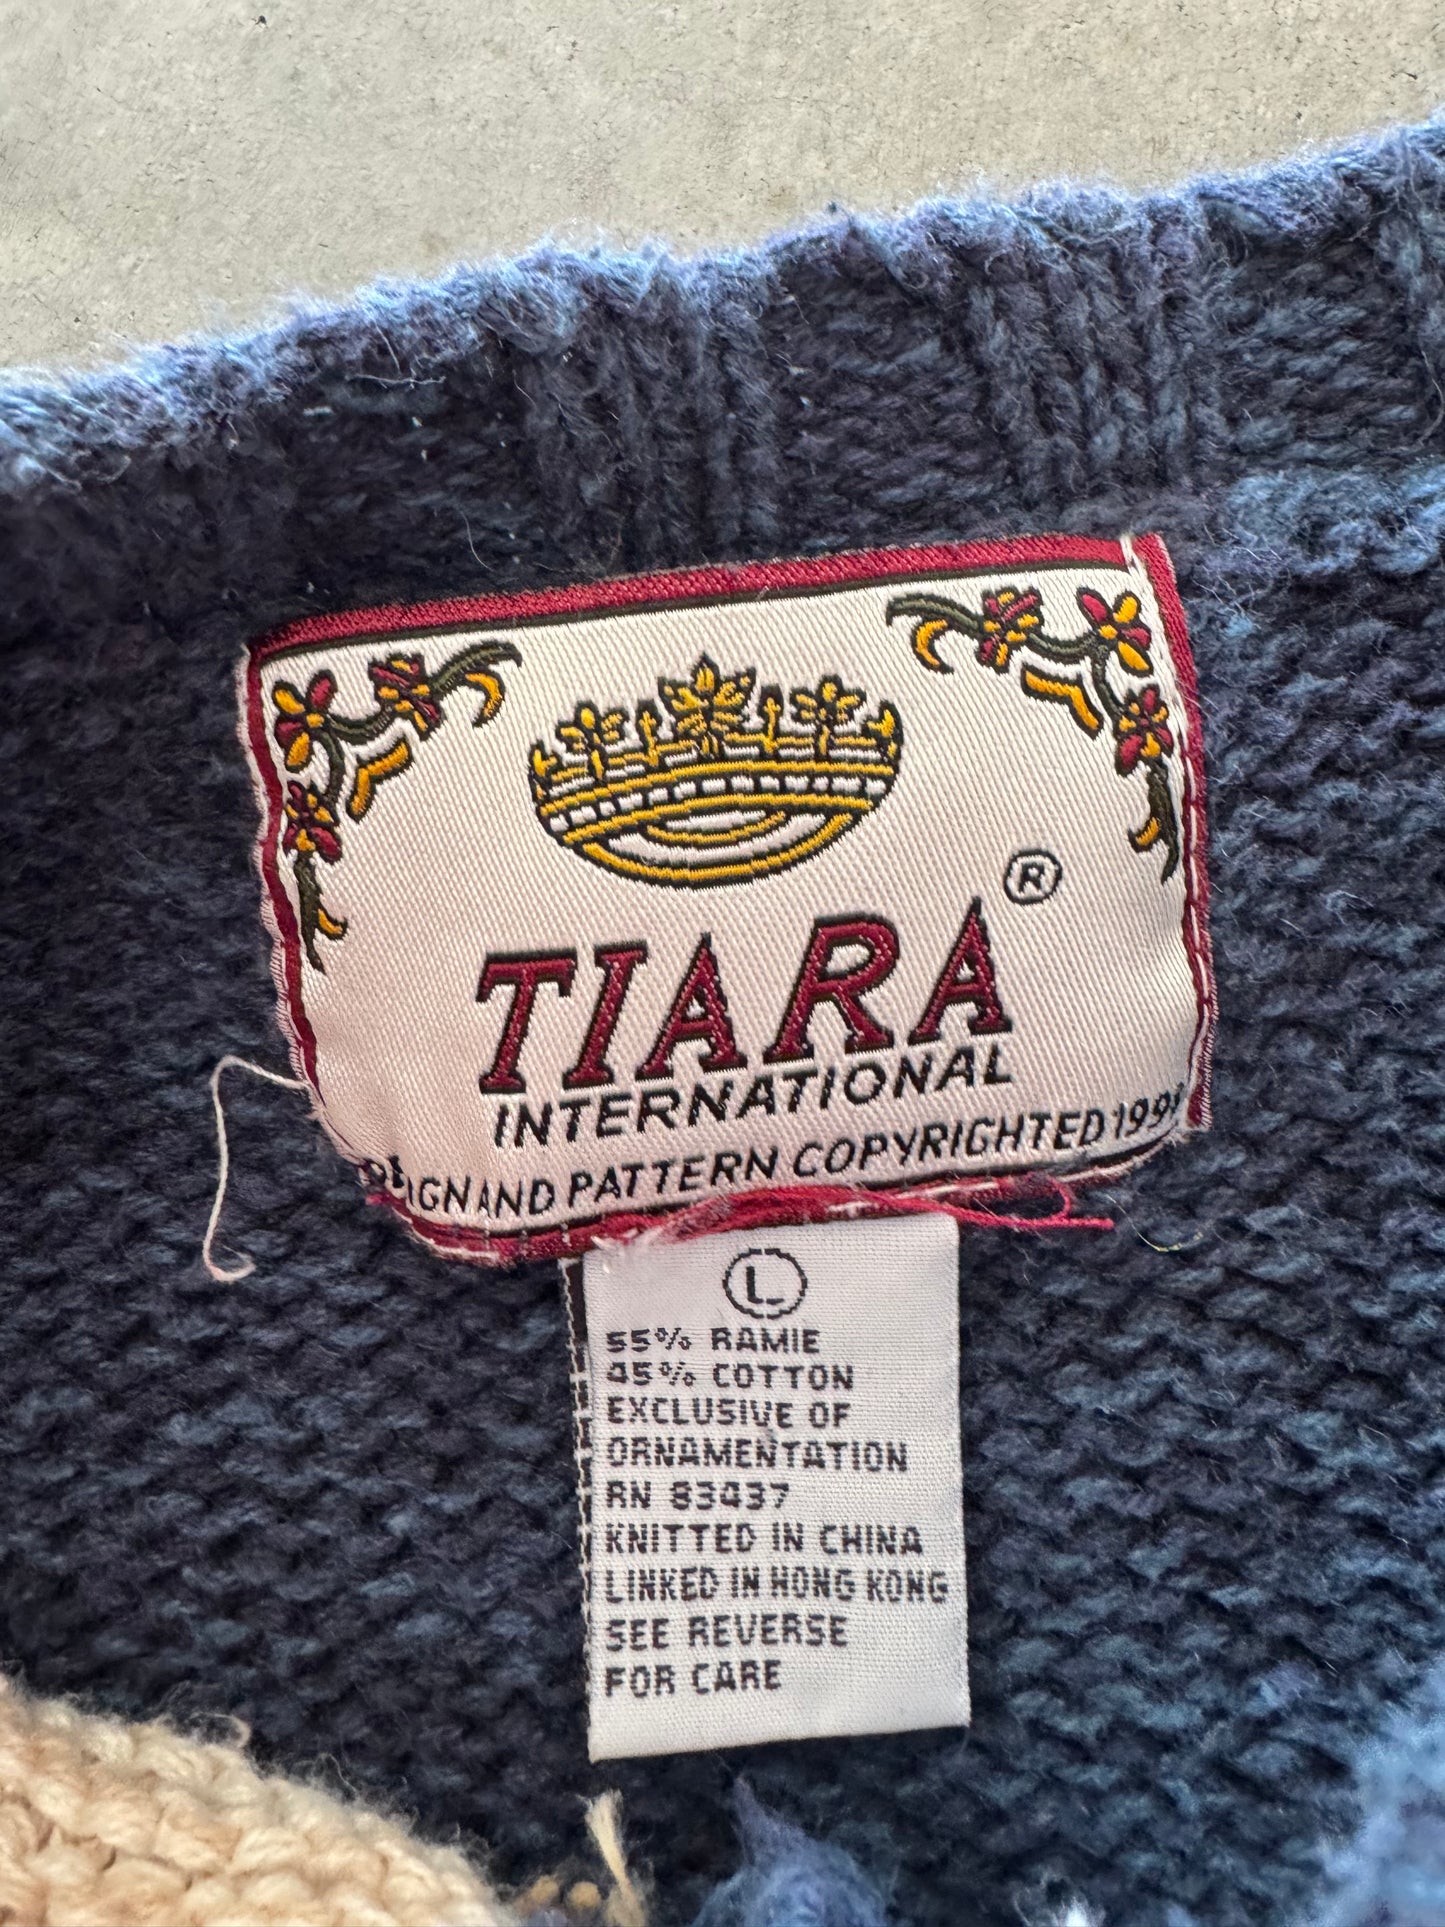 ®
TIARA
INTERNATIONAL
DESIGN AND PATTERN COPYRIGHTED
L
55% RAMIE
45% COTTON
EXCLUSIVE OF
ORNAMENTATION
RN 83437
KNITTED IN CHINA
LINKED IN HONG KONG
SEE REVERSE
FOR CARE